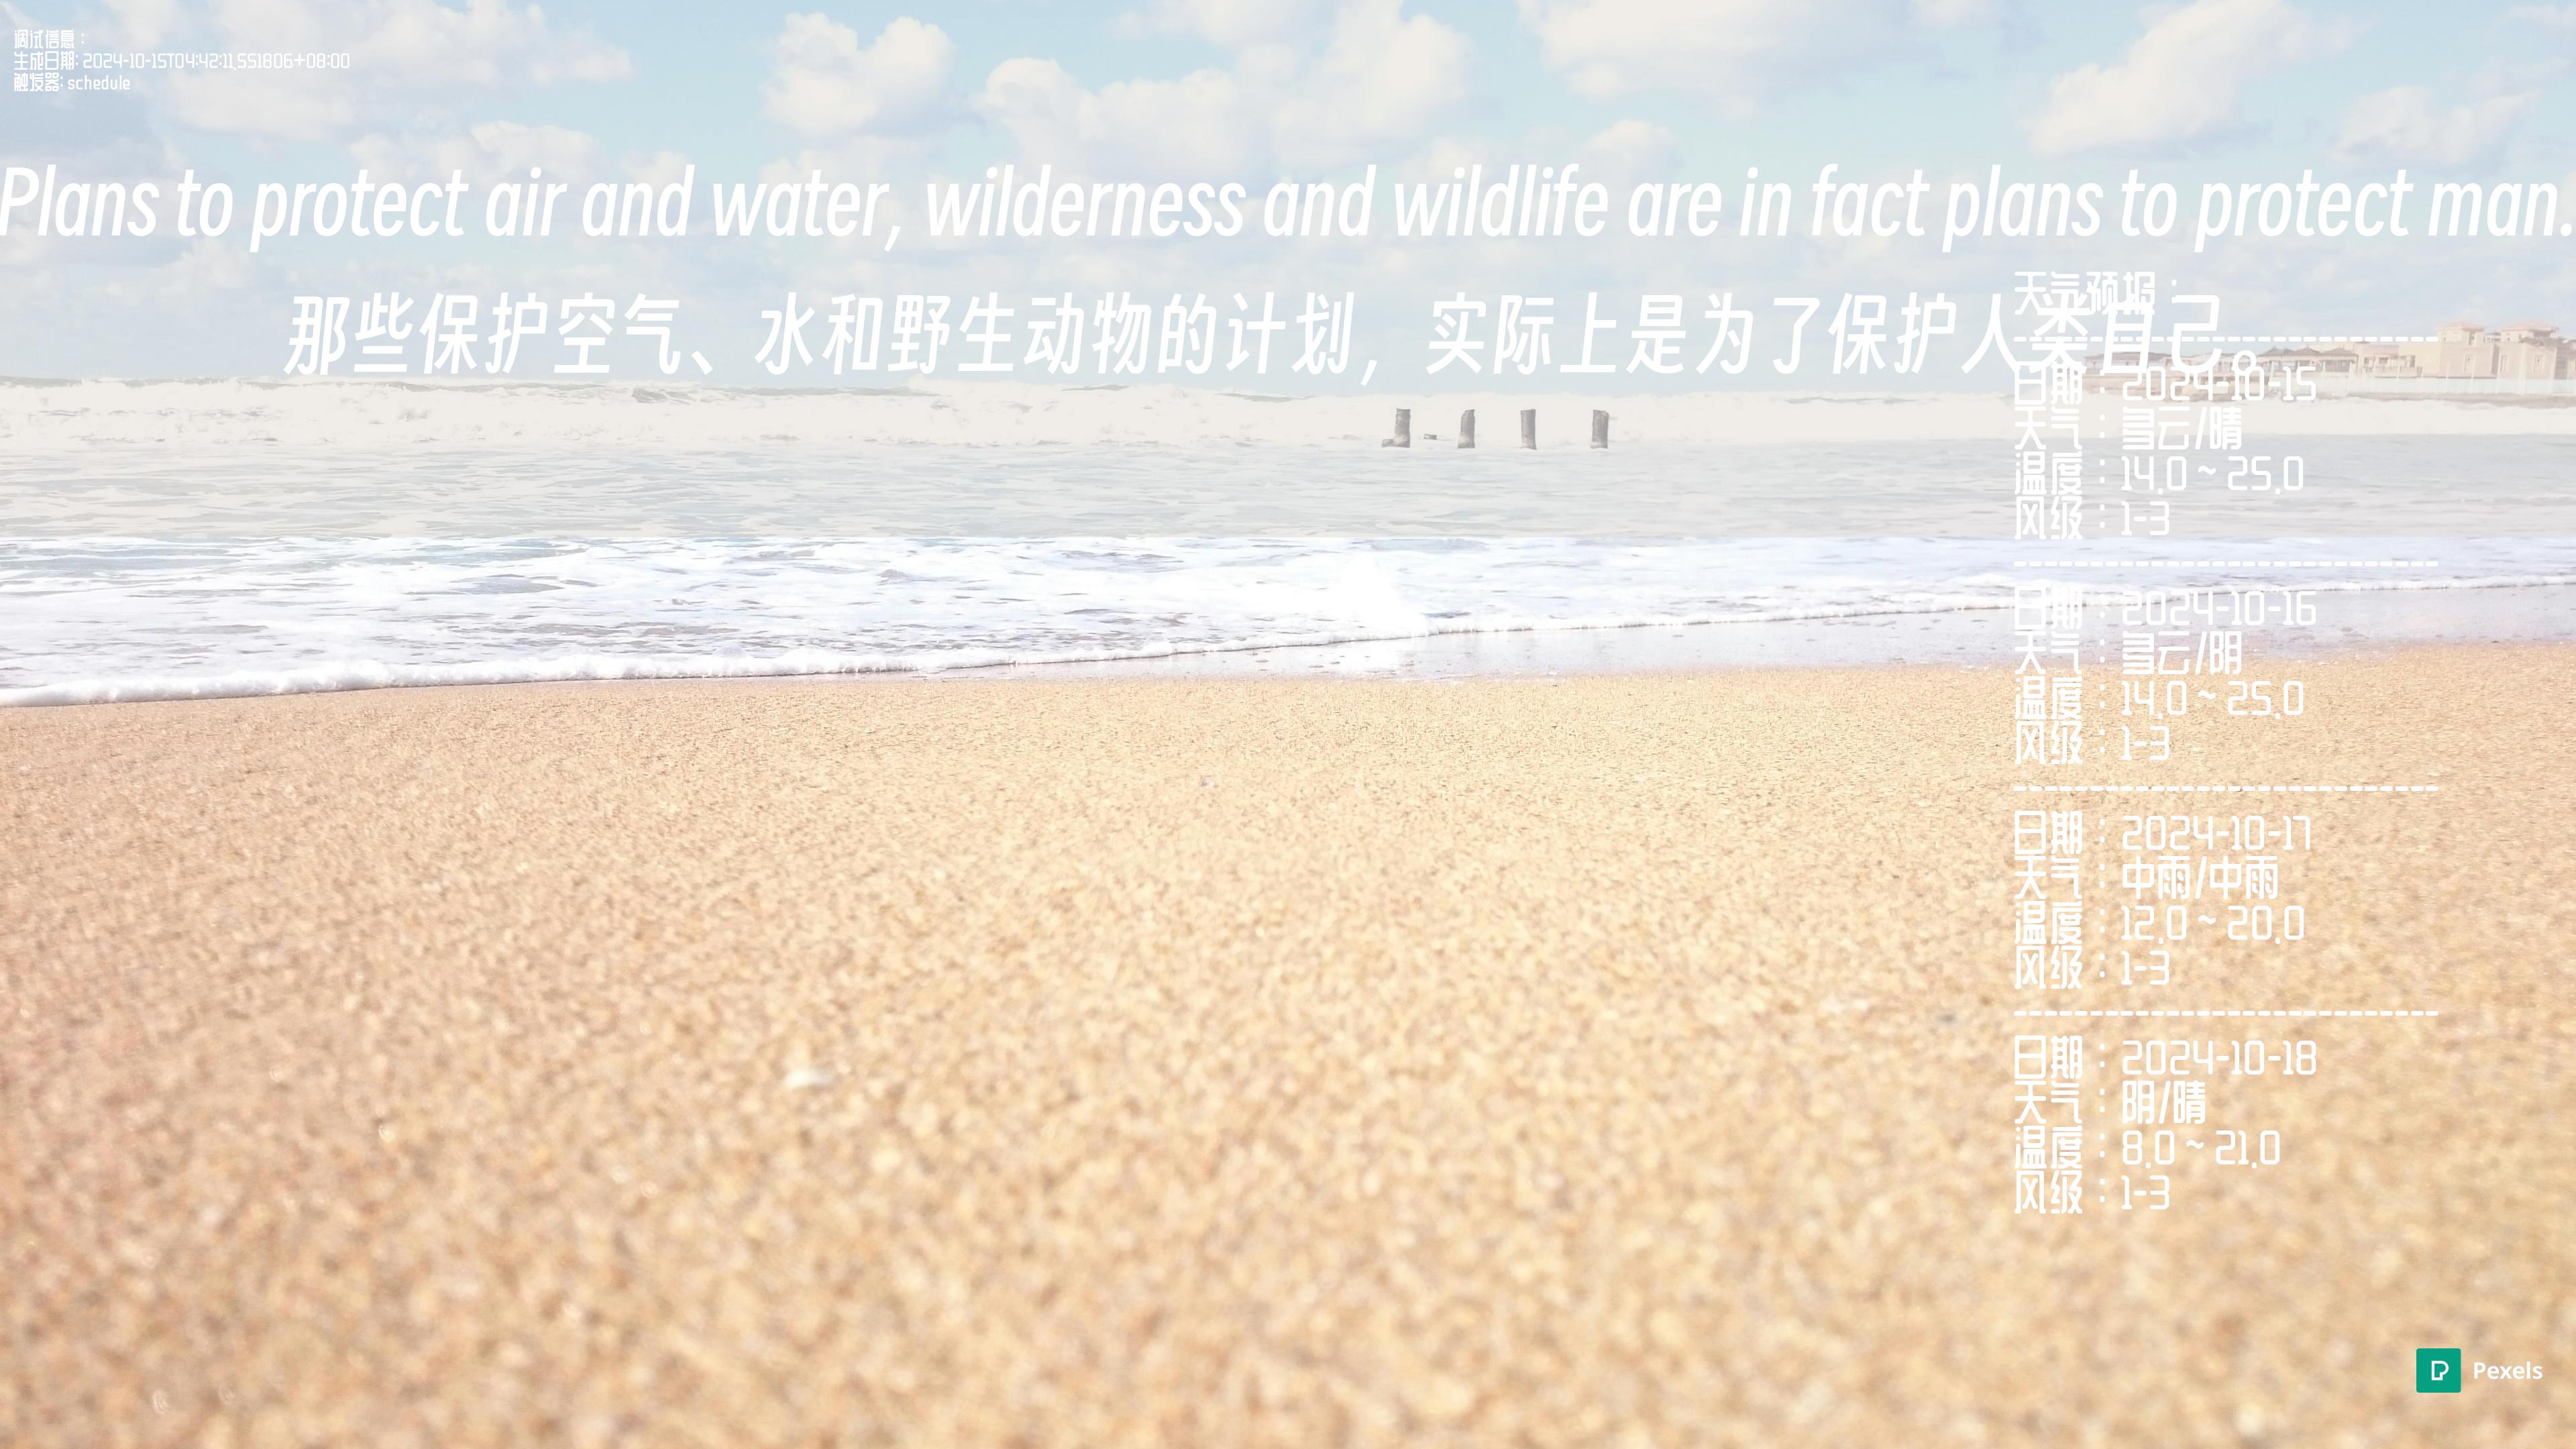 调试信息：
生成日期: 2024-10-15T04:42:11.551806+08:00
触发器: schedule
Plans to protect air and water, wilderness and wildlife are in fact plans to protect man.
那些保护空气、水和野生动物的计划，实际上是为了保护人类自己。
天气预报：
----------------------------
日期：2024-10-15
天气：多云/晴
温度：14.0 ~ 25.0
风级：1-3
----------------------------
日期：2024-10-16
天气：多云/阴
温度：14.0 ~ 25.0
风级：1-3
----------------------------
日期：2024-10-17
天气：中雨/中雨
温度：12.0 ~ 20.0
风级：1-3
----------------------------
日期：2024-10-18
天气：阴/晴
温度：8.0 ~ 21.0
风级：1-3
Pexels